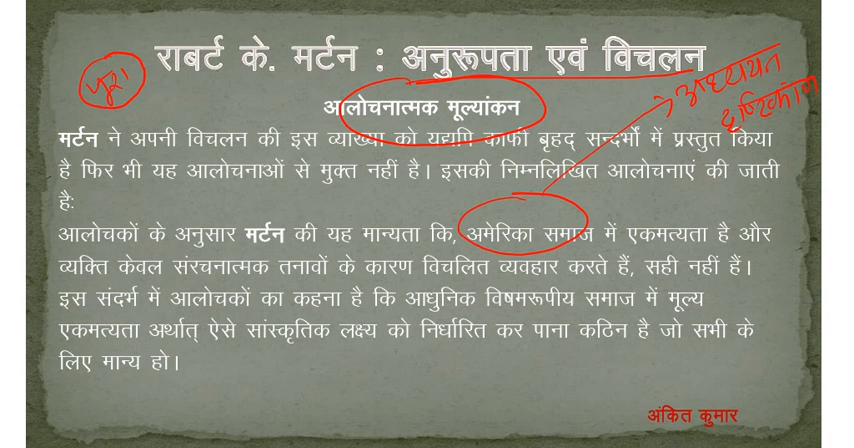 राबर्ट के. मर्टन : अनुरूपता एवं विचलन
आलोचनात्मक मूल्यांकन
मर्टन ने अपनी विचलन की इस व्याख्या को यद्यपि काफी बृहद् सन्दर्भों में प्रस्तुत किया
है फिर भी यह आलोचनाओं से मुक्त नहीं है। इसकी निम्नलिखित आलोचनाएं की जाती
है:
आलोचकों के अनुसार मर्टन की यह मान्यता कि, अमेरिका समाज में एकमत्यता है और
व्यक्ति केवल संरचनात्मक तनावों के कारण विचलित व्यवहार करते हैं, सही नहीं हैं।
इस संदर्भ में आलोचकों का कहना है कि आधुनिक विषमरूपीय समाज में मूल्य
एकमत्यता अर्थात् ऐसे सांस्कृतिक लक्ष्य को निर्धारित कर पाना कठिन है जो सभी के
लिए मान्य हो।
अध्ययन
दृष्टिकोण
अंकित कुमार